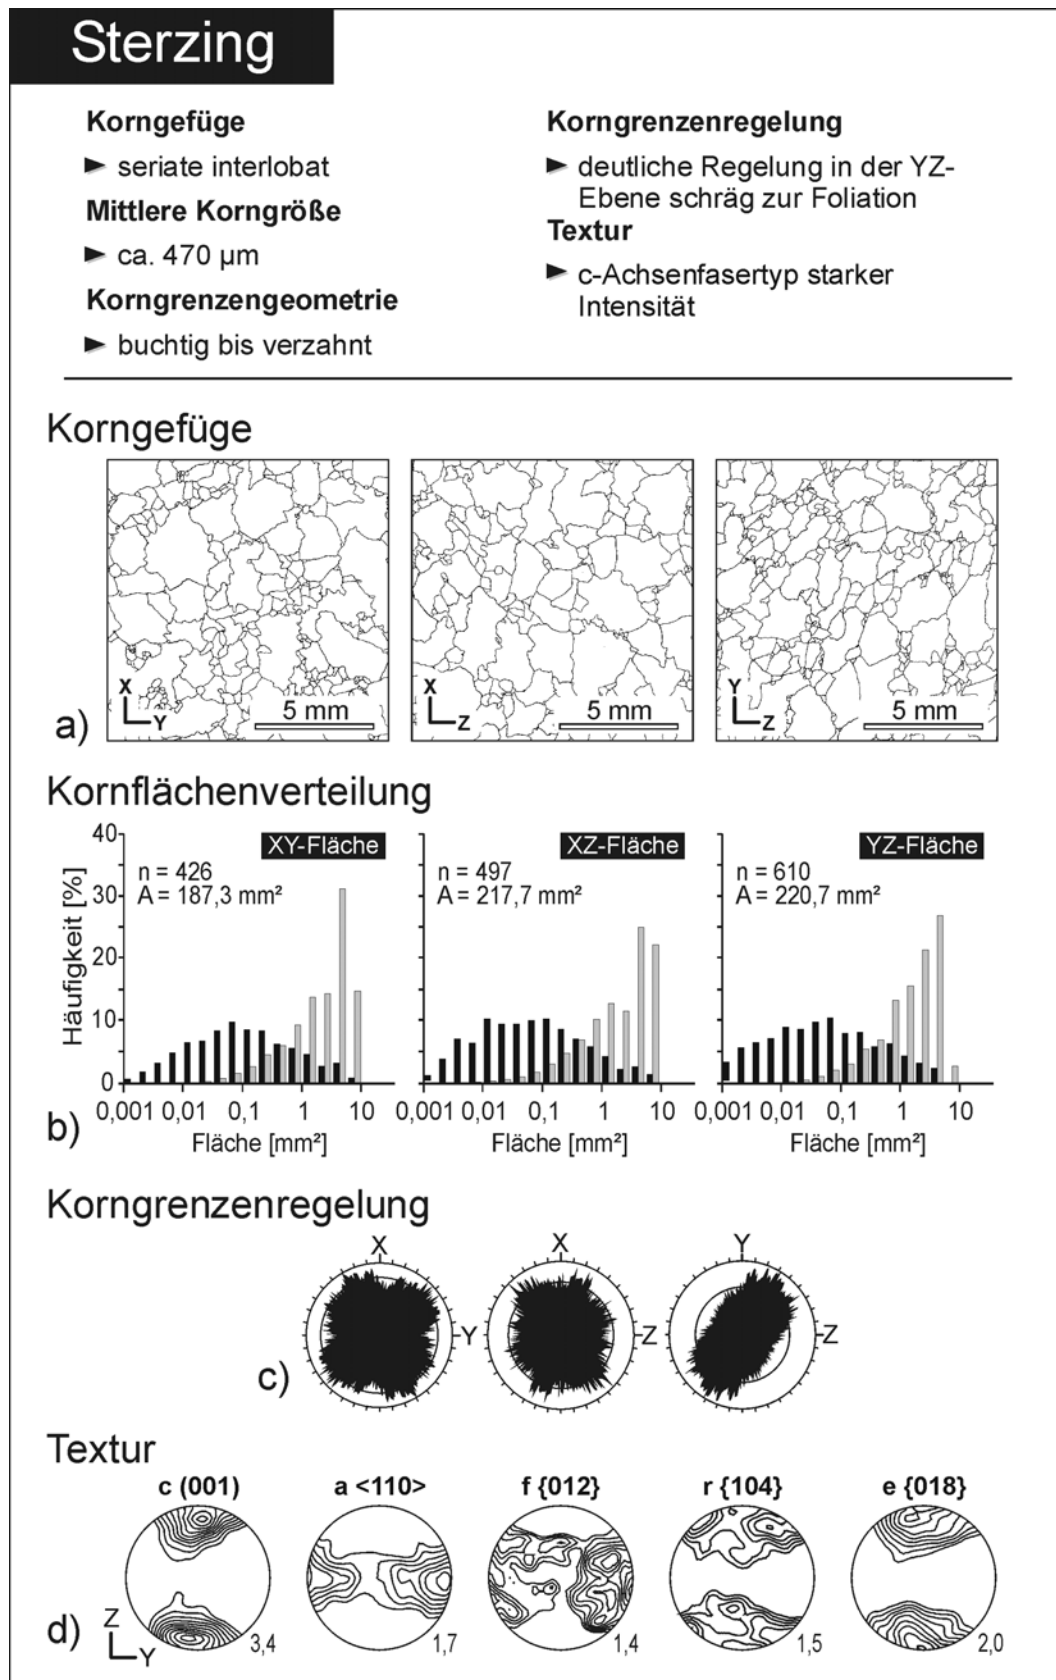 Sterzing
Korngefüge
► seriate interlobat
Mittlere Korngröße
► ca. 470 µm
Korngrenzengeometrie
► buchtig bis verzahnt
Korngrenzenregelung
► deutliche Regelung in der YZ-
Ebene schräg zur Foliation
Textur
► c-Achsenfasertyp starker
Intensität
Korngefüge
X
Y
5 mm
X
Z
5 mm
Y
Z
5 mm
a)
Kornflächenverteilung
Häufigkeit [%]
40
30
20
10
0
XY-Fläche
n = 426
A = 187,3 mm²
XZ-Fläche
n = 497
A = 217,7 mm²
YZ-Fläche
n = 610
A = 220,7 mm²
0,001 0,01 0,1 1 10
0,001 0,01 0,1 1 10
0,001 0,01 0,1 1 10
Fläche [mm²]
Fläche [mm²]
Fläche [mm²]
b)
Korngrenzenregelung
X
Y
X
Z
Y
Z
c)
Textur
c (001)
a <110>
f {012}
r {104}
e {018}
Z
Y
3,4
1,7
1,4
1,5
2,0
d)